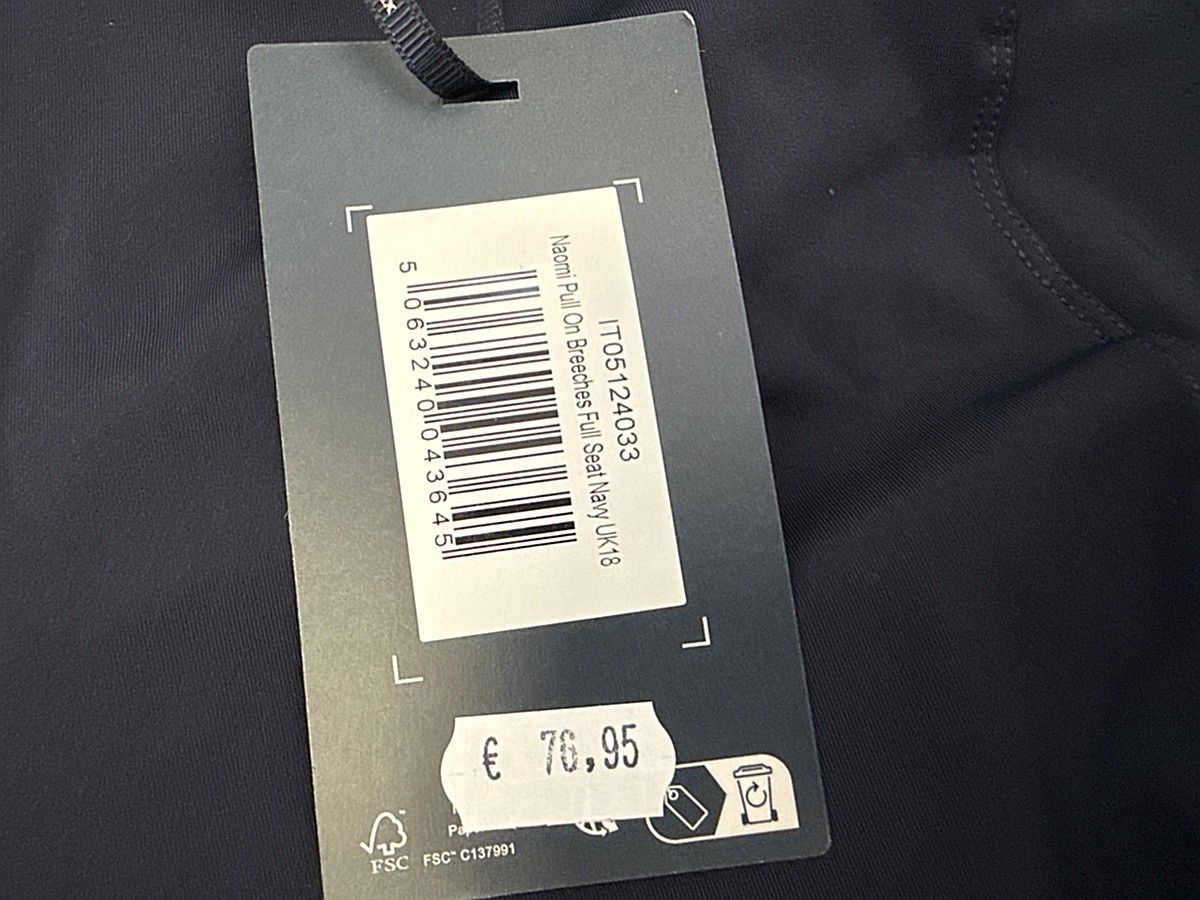 IT05124033
Naomi Pull On Breeches Full Seat Navy UK18
5 063240 043645
€ 76,95
FSC
FSC™ C137991